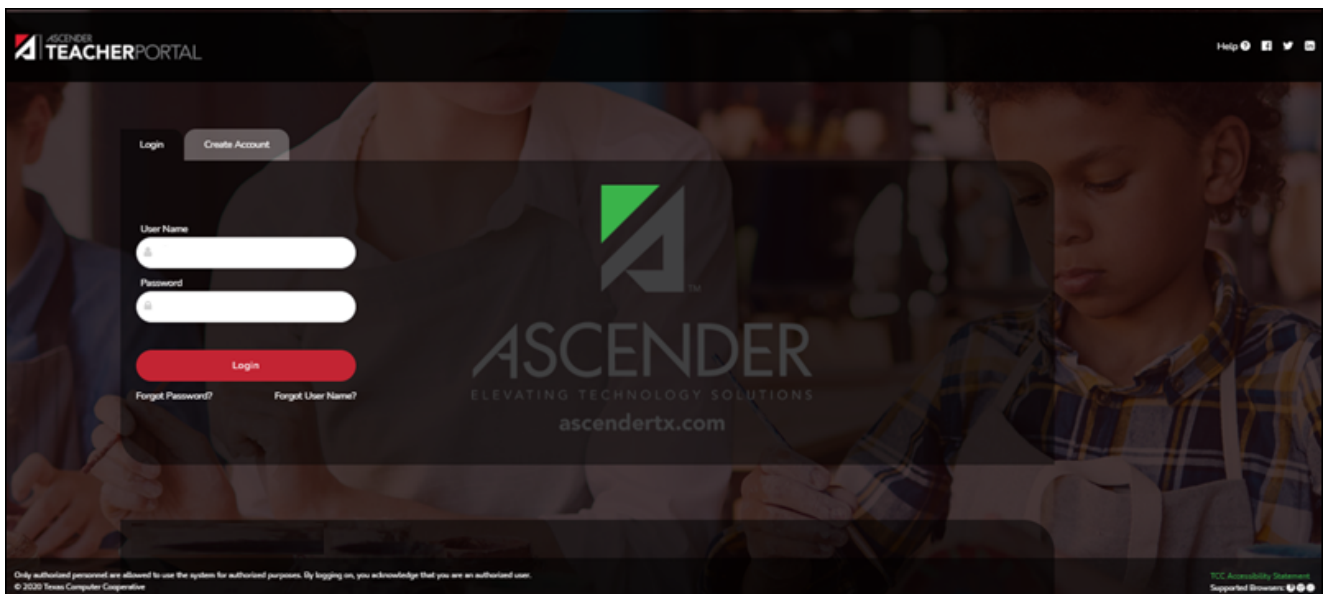 ASCENDER
TEACHERPORTAL
Help
Login
Create Account
User Name
Password
Login
Forgot Password?
Forgot User Name?
TM
ASCENDER
ELEVATING TECHNOLOGY SOLUTIONS
ascendertx.com
Only authorized personnel are allowed to use the system for authorized purposes. By logging on, you acknowledge that you are an authorized user.
© 2020 Texas Computer Cooperative
TCC Accessibility Statement
Supported Browsers: